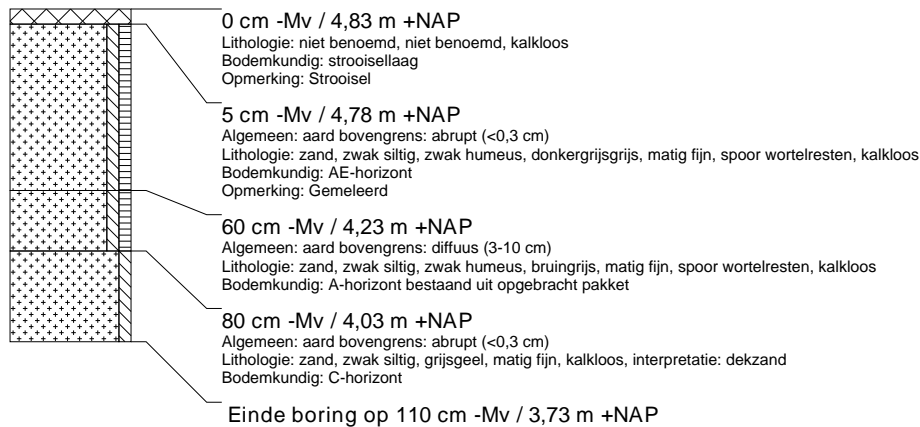 0 cm -Mv / 4,83 m +NAP
Lithologie: niet benoemd, niet benoemd, kalkloos
Bodemkundig: strooisellaag
Opmerking: Strooisel
5 cm -Mv / 4,78 m +NAP
Algemeen: aard bovengrens: abrupt (<0,3 cm)
Lithologie: zand, zwak siltig, zwak humeus, donkergrijsgrijs, matig fijn, spoor wortelresten, kalkloos
Bodemkundig: AE-horizont
Opmerking: Gemeleerd
60 cm -Mv / 4,23 m +NAP
Algemeen: aard bovengrens: diffuus (3-10 cm)
Lithologie: zand, zwak siltig, zwak humeus, bruingrijs, matig fijn, spoor wortelresten, kalkloos
Bodemkundig: A-horizont bestaand uit opgebracht pakket
80 cm -Mv / 4,03 m +NAP
Algemeen: aard bovengrens: abrupt (<0,3 cm)
Lithologie: zand, zwak siltig, grijsgeel, matig fijn, kalkloos, interpretatie: dekzand
Bodemkundig: C-horizont
Einde boring op 110 cm -Mv / 3,73 m +NAP